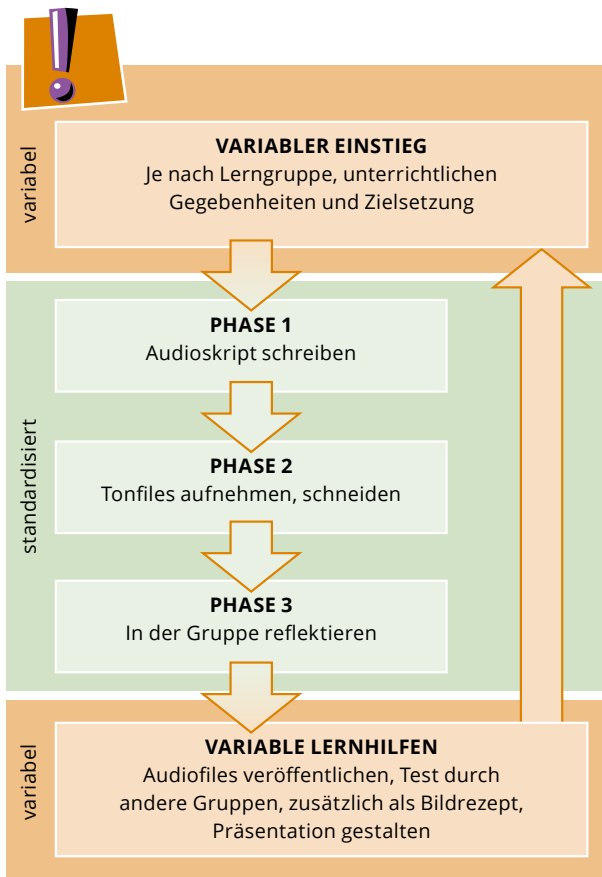 variabel
VARIABLER EINSTIEG
Je nach Lerngruppe, unterrichtlichen
Gegebenheiten und Zielsetzung
standardisiert
PHASE 1
Audioskript schreiben
PHASE 2
Tonfiles aufnehmen, schneiden
PHASE 3
In der Gruppe reflektieren
variabel
VARIABLE LERNHILFEN
Audiofiles veröffentlichen, Test durch
andere Gruppen, zusätzlich als Bildrezept,
Präsentation gestalten